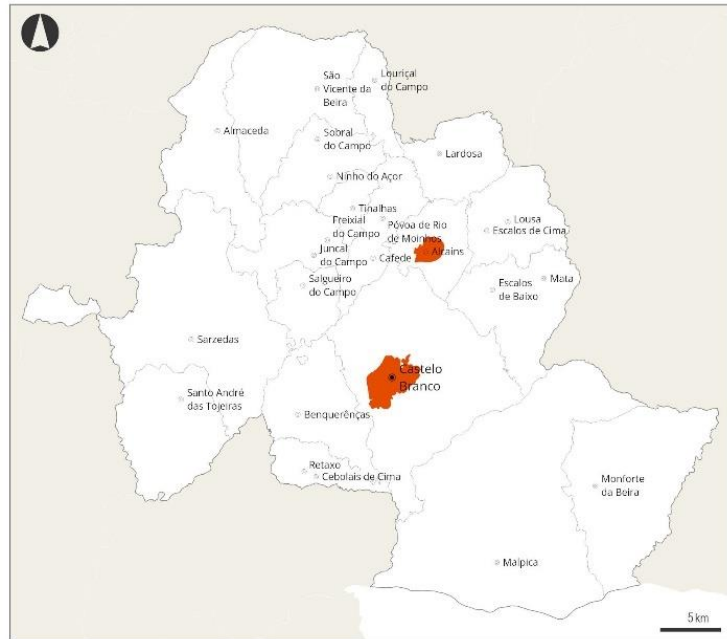 São
Vicente da
Beira
Louriçal
do Campo
Almaceda
Sobral
do Campo
Lardosa
Ninho do Açor
Tinalhas
Freixial
do Campo
Póvoa de Rio
de Moinhos
Lousa
Escalos de Cima
Juncal
do Campo
Cafede
Alcains
Salgueiro
do Campo
Escalos
de Baixo
Mata
Sarzedas
Castelo
Branco
Santo André
das Tojeiras
Benquerênças
Retaxo
Cebolais de Cima
Monforte
da Beira
Malpica
5 km